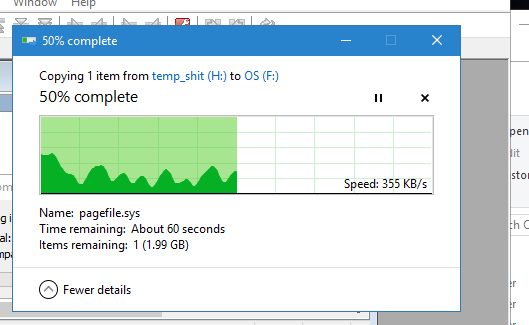 Window
Help
50% complete
Copying 1 item from temp_shit (H:) to OS (F:)
50% complete
Speed: 355 KB/s
Name: pagefile.sys
Time remaining: About 60 seconds
Items remaining: 1 (1.99 GB)
Fewer details